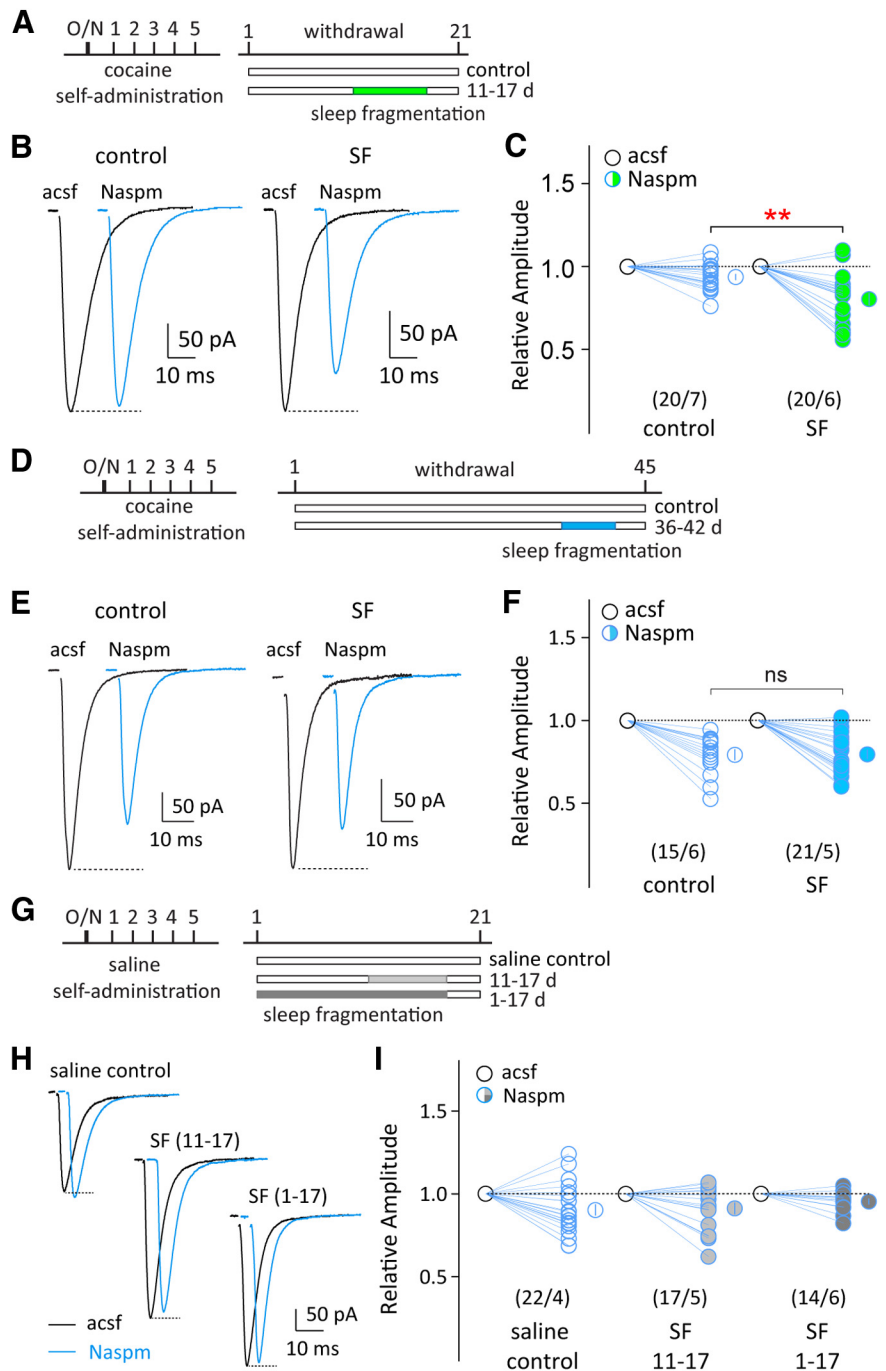 A
O/N 1 2 3 4 5
cocaine
self-administration
1 withdrawal 21
control
11-17 d
sleep fragmentation
B
control SF
acsf Naspm acsf Naspm
50 pA 50 pA
10 ms 10 ms
C
acsf
Naspm
Relative Amplitude
1.5
**
1.0
0.5
(20/7) (20/6)
control SF
D
O/N 1 2 3 4 5
cocaine
self-administration
1 withdrawal 45
control
36-42 d
sleep fragmentation
E
control SF
acsf Naspm acsf Naspm
50 pA 50 pA
10 ms 10 ms
F
acsf
Naspm
Relative Amplitude
1.5
ns
1.0
0.5
(15/6) (21/5)
control SF
G
O/N 1 2 3 4 5
saline
self-administration
1 21
saline control
11-17 d
1-17 d
sleep fragmentation
H
saline control
SF (11-17)
SF (1-17)
acsf
Naspm
50 pA
10 ms
I
acsf
Naspm
Relative Amplitude
1.5
1.0
0.5
(22/4) (17/5) (14/6)
saline SF SF
control 11-17 1-17